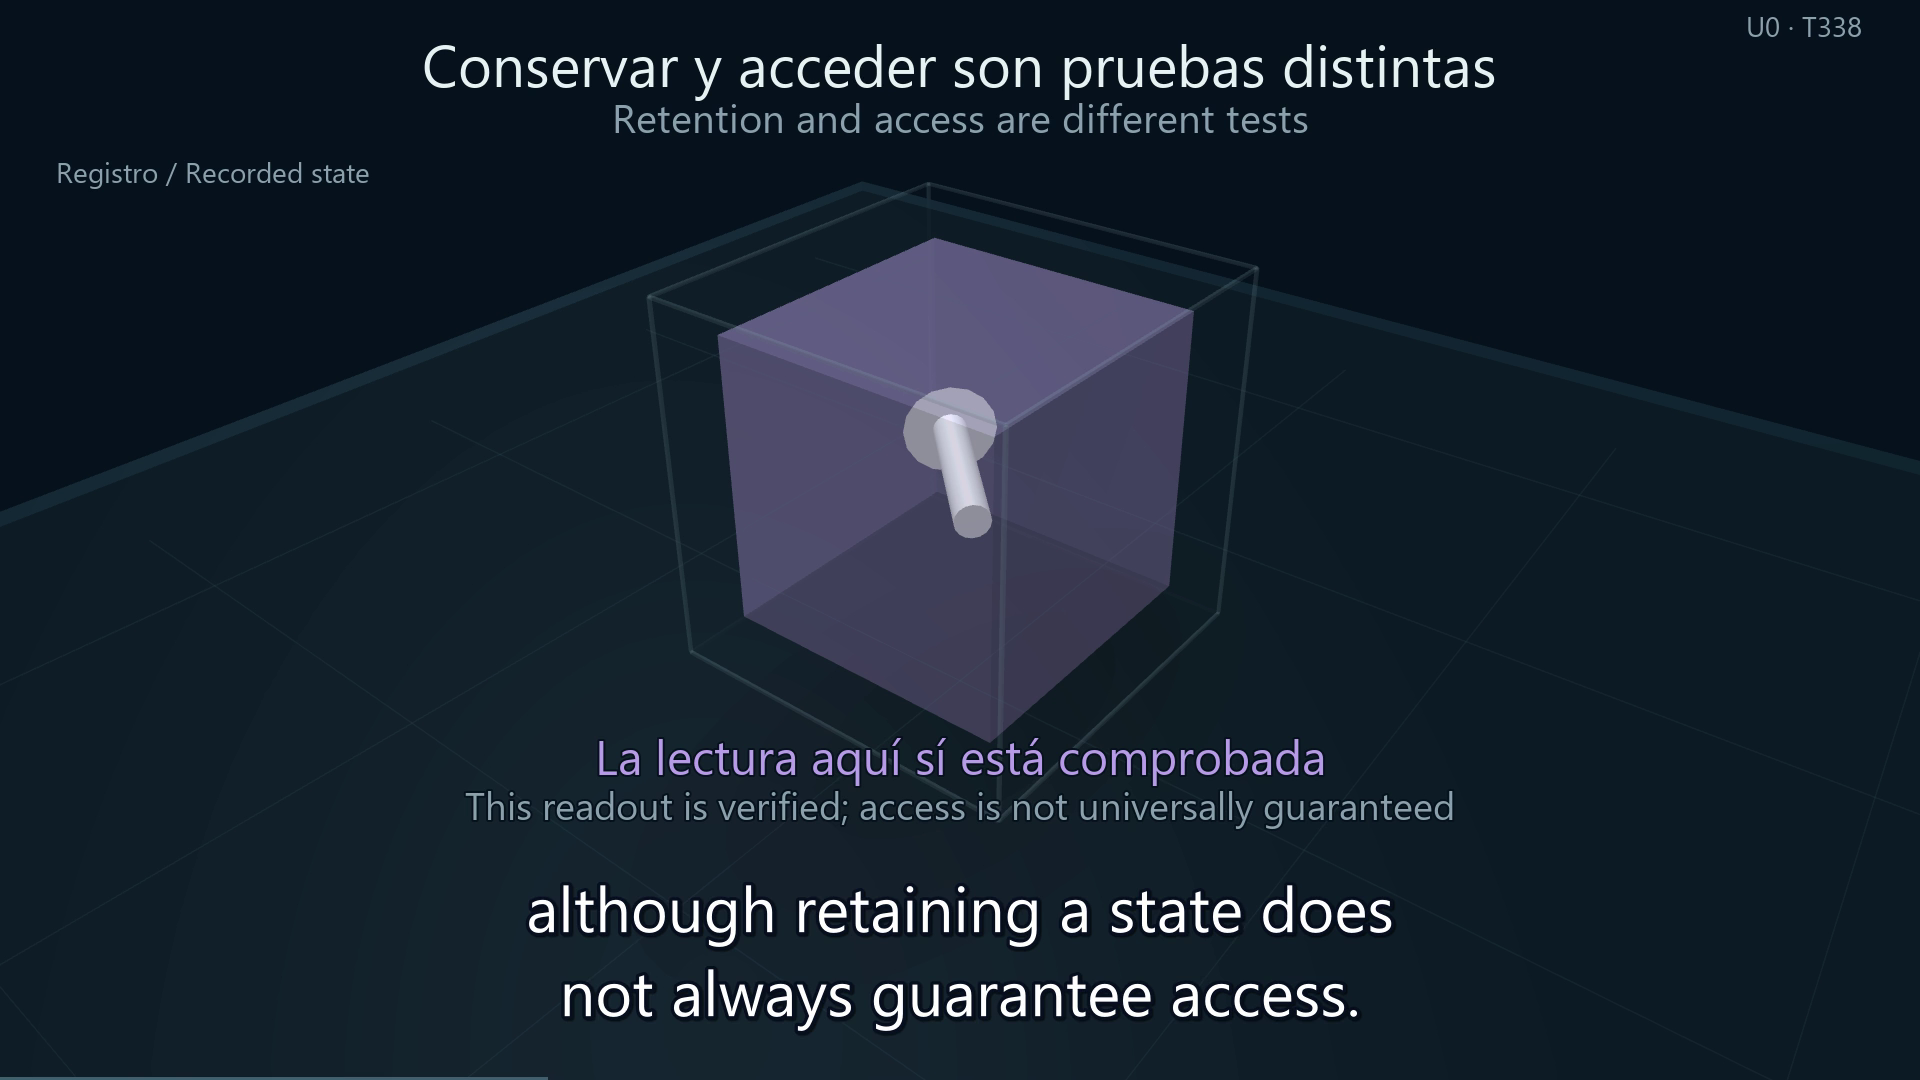 U0 · T338
Conservar y acceder son pruebas distintas
Retention and access are different tests
Registro / Recorded state
La lectura aquí sí está comprobada
This readout is verified; access is not universally guaranteed
although retaining a state does
not always guarantee access.